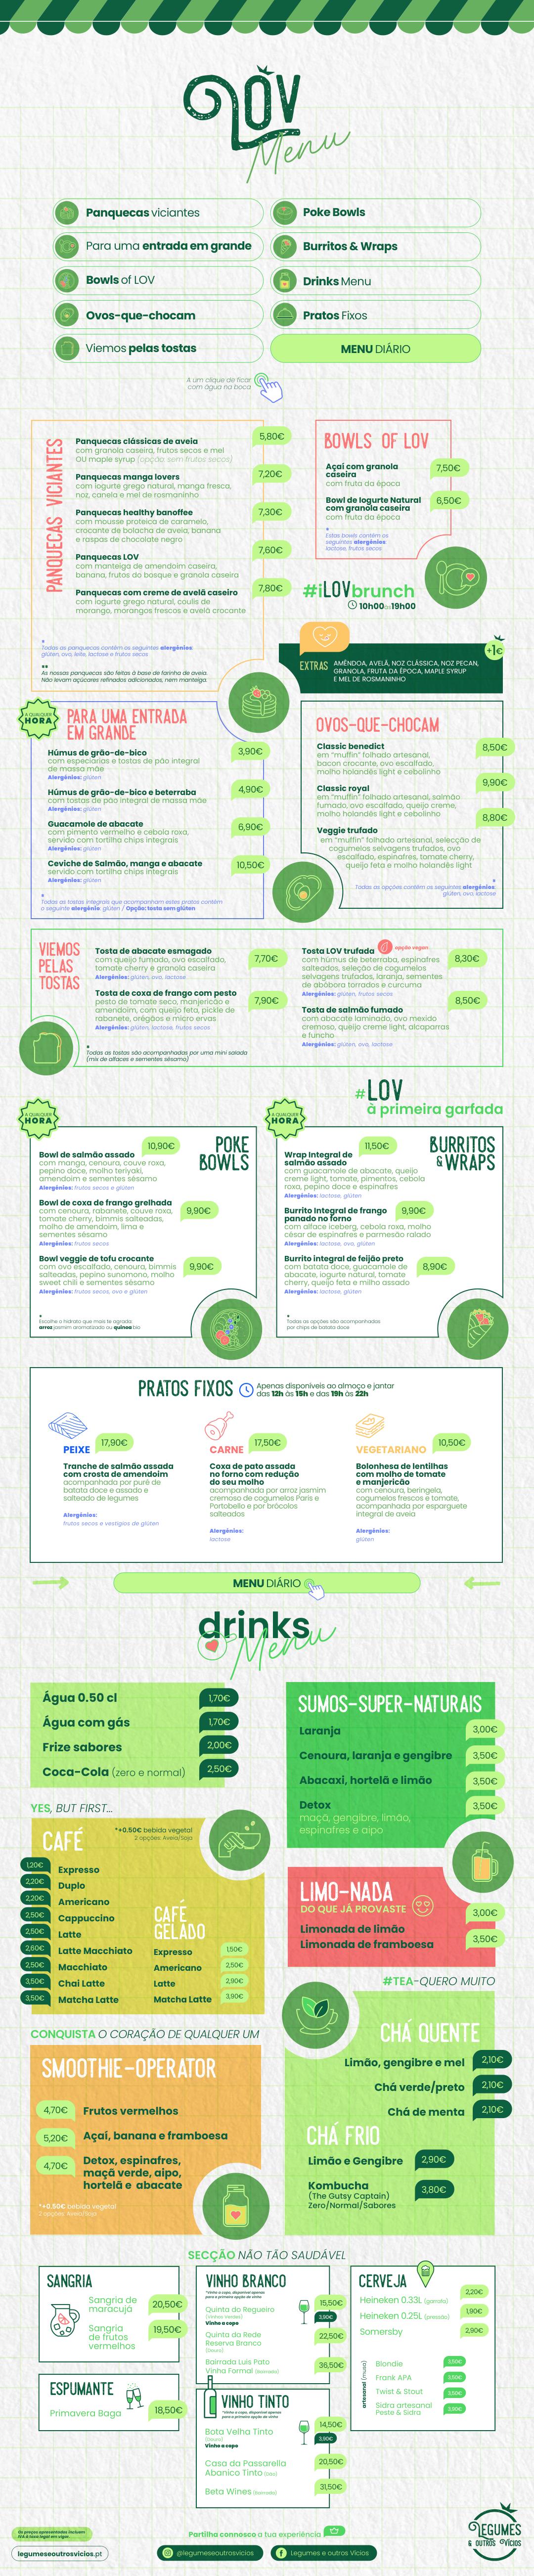 LOV
Menu
Panquecas viciantes
Poke Bowls
Para uma entrada em grande
Burritos & Wraps
Bowls of LOV
Drinks Menu
Ovos-que-chocam
Pratos Fixos
Viemos pelas tostas
MENU DIÁRIO
A um clique de ficar
com água na boca
PANQUECAS VICIANTES
Panquecas clássicas de aveia
com granola caseira, frutos secos e mel
OU maple syrup (opção sem frutos secos)
5,80€
Panquecas manga lovers
com iogurte grego natural, manga fresca,
noz, canela e mel de rosmaninho
7,20€
Panquecas healthy banoffee
com mousse proteica de caramelo,
crocante de bolacha de aveia, banana
e raspas de chocolate negro
7,30€
Panquecas LOV
com manteiga de amendoim caseira,
banana, frutos do bosque e granola caseira
7,60€
Panquecas com creme de avelã caseiro
com iogurte grego natural, coulis de
morango, morangos frescos e avelã crocante
7,80€
*
Todas as panquecas contêm os seguintes alergénios:
glúten, ovo, leite, lactose e frutos secos
**
As nossas panquecas são feitas à base de farinha de aveia.
Não levam açúcares refinados adicionados, nem manteiga.
BOWLS OF LOV
Açaí com granola
caseira
com fruta da época
7,50€
Bowl de Iogurte Natural
com granola caseira
com fruta da época
6,50€
*
Estas bowls contêm os
seguintes alergénios:
lactose, frutos secos
#iLOVbrunch
10h00 às 19h00
EXTRAS
AMÊNDOA, AVELÃ, NOZ CLÁSSICA, NOZ PECAN,
GRANOLA, FRUTA DA ÉPOCA, MAPLE SYRUP
E MEL DE ROSMANINHO
+1€
A QUALQUER
HORA
PARA UMA ENTRADA
EM GRANDE
Húmus de grão-de-bico
com especiarias e tostas de pão integral
de massa mãe
Alergénios: glúten
3,90€
Húmus de grão-de-bico e beterraba
com tostas de pão integral de massa mãe
Alergénios: glúten
4,90€
Guacamole de abacate
com pimento vermelho e cebola roxa,
servido com tortilha chips integrais
Alergénios: glúten
6,90€
Ceviche de Salmão, manga e abacate
servido com tortilha chips integrais
Alergénios: glúten
10,50€
*
Todas as tostas integrais que acompanham estes pratos contêm
o seguinte alergénio: glúten / Opção: tosta sem glúten
OVOS-QUE-CHOCAM
Classic benedict
em "muffin" folhado artesanal,
bacon crocante, ovo escalfado,
molho holandês light e cebolinho
8,50€
Classic royal
em "muffin" folhado artesanal, salmão
fumado, ovo escalfado, queijo creme,
molho holandês light e cebolinho
9,90€
Veggie trufado
em "muffin" folhado artesanal, selecção de
cogumelos selvagens trufados, ovo
escalfado, espinafres, tomate cherry,
queijo feta e molho holandês light
8,80€
*
Todas as opções contêm os seguintes alergénios:
glúten, ovo, lactose
VIEMOS
PELAS
TOSTAS
Tosta de abacate esmagado
com queijo fumado, ovo escalfado,
tomate cherry e granola caseira
Alergénios: glúten, ovo, lactose
7,70€
Tosta de coxa de frango com pesto
pesto de tomate seco, manjericão e
amendoim, com queijo feta, pickle de
rabanete, orégãos e micro ervas
Alergénios: glúten, lactose, frutos secos
7,90€
*
Todas as tostas são acompanhadas por uma mini salada
(mix de alfaces e sementes sésamo)
Tosta LOV trufada opção vegan
com húmus de beterraba, espinafres
salteados, seleção de cogumelos
selvagens trufados, laranja, sementes
de abóbora torrados e curcuma
Alergénios: glúten, frutos secos
8,30€
Tosta de salmão fumado
com abacate laminado, ovo mexido
cremoso, queijo creme light, alcaparras
e funcho
Alergénios: glúten, ovo, lactose
8,50€
#LOV
à primeira garfada
A QUALQUER
HORA
POKE
BOWLS
Bowl de salmão assado
com manga, cenoura, couve roxa,
pepino doce, molho teriyaki,
amendoim e sementes sésamo
Alergénios: frutos secos e glúten
10,90€
Bowl de coxa de frango grelhada
com cenoura, rabanete, couve roxa,
tomate cherry, bimmis salteadas,
molho de amendoim, lima e
sementes sésamo
Alergénios: frutos secos
9,90€
Bowl veggie de tofu crocante
com ovo escalfado, cenoura, bimmis
salteadas, pepino sunomono, molho
sweet chili e sementes sésamo
Alergénios: frutos secos, ovo e glúten
9,90€
*
Escolhe o hidrato que mais te agrada:
arroz jasmim aromatizado ou quinoa bio
A QUALQUER
HORA
BURRITOS
& WRAPS
Wrap Integral de
salmão assado
com guacamole de abacate, queijo
creme light, tomate, pimentos, cebola
roxa, pepino doce e espinafres
Alergénios: lactose, glúten
11,50€
Burrito Integral de frango
panado no forno
com alface iceberg, cebola roxa, molho
césar de espinafres e parmesão ralado
Alergénios: lactose, ovo, glúten
9,90€
Burrito integral de feijão preto
com batata doce, guacamole de
abacate, iogurte natural, tomate
cherry, queijo feta e milho assado
Alergénios: lactose, glúten
8,90€
*
Todas as opções são acompanhadas
por chips de batata doce
PRATOS FIXOS
Apenas disponíveis ao almoço e jantar
das 12h às 15h e das 19h às 22h
PEIXE
17,90€
Tranche de salmão assada
com crosta de amendoim
acompanhada por puré de
batata doce e assado e
salteado de legumes
Alergénios:
frutos secos e vestígios de glúten
CARNE
17,50€
Coxa de pato assada
no forno com redução
do seu molho
acompanhada por arroz jasmim
cremoso de cogumelos Paris e
Portobello e por brócolos
salteados
Alergénios:
lactose
VEGETARIANO
10,50€
Bolonhesa de lentilhas
com molho de tomate
e manjericão
com cenoura, beringela,
cogumelos frescos e tomate,
acompanhada por esparguete
integral de aveia
Alergénios:
glúten
MENU DIÁRIO
drinks
Menu
Água 0.50 cl 1,70€
Água com gás 1,70€
Frize sabores 2,00€
Coca-Cola (zero e normal) 2,50€
SUMOS-SUPER-NATURAIS
Laranja 3,00€
Cenoura, laranja e gengibre 3,50€
Abacaxi, hortelã e limão 3,50€
Detox 3,50€
maçã, gengibre, limão,
espinafres e aipo
YES, BUT FIRST...
CAFÉ
*+0.50€ bebida vegetal
2 opções Aveia/Soja
1,20€ Expresso
2,20€ Duplo
2,20€ Americano
2,50€ Cappuccino
2,50€ Latte
2,60€ Latte Macchiato
2,50€ Macchiato
3,50€ Chai Latte
3,50€ Matcha Latte
CAFÉ
GELADO
Expresso 1,50€
Americano 2,50€
Latte 2,90€
Matcha Latte 3,90€
LIMO-NADA
DO QUE JÁ PROVASTE
Limonada de limão 3,00€
Limonada de framboesa 3,50€
#TEA-QUERO MUITO
CHÁ QUENTE
Limão, gengibre e mel 2,10€
Chá verde/preto 2,10€
Chá de menta 2,10€
CHÁ FRIO
Limão e Gengibre 2,90€
Kombucha 3,80€
(The Gutsy Captain)
Zero/Normal/Sabores
CONQUISTA O CORAÇÃO DE QUALQUER UM
SMOOTHIE-OPERATOR
4,70€ Frutos vermelhos
5,20€ Açaí, banana e framboesa
4,70€ Detox, espinafres,
maçã verde, aipo,
hortelã e abacate
*+0.50€ bebida vegetal
2 opções Aveia/Soja
SECÇÃO NÃO TÃO SAUDÁVEL
SANGRIA
Sangria de
maracujá
20,50€
Sangria
de frutos
vermelhos
19,50€
ESPUMANTE
Primavera Baga 18,50€
VINHO BRANCO
*Vinho a copo, disponível apenas
para a primeira opção de vinho
Quinta do Regueiro 15,50€
(Vinhos Verdes)
Vinho a copo 3,90€
Quinta da Rede
Reserva Branco 22,50€
(Douro)
Bairrada Luis Pato
Vinha Formal (Bairrada) 36,50€
VINHO TINTO
*Vinho a copo, disponível apenas
para a primeira opção de vinho
Bota Velha Tinto 14,50€
(Douro)
Vinho a copo 3,90€
Casa da Passarella
Abanico Tinto (Dão) 20,50€
Beta Wines (Bairrada) 31,50€
CERVEJA
Heineken 0.33L (garrafa) 2,20€
Heineken 0.25L (pressão) 1,90€
Somersby 2,90€
artesanal (Trevo)
Blondie 3,50€
Frank APA 3,50€
Twist & Stout 3,50€
Sidra artesanal
Peste & Sidra 3,90€
Os preços apresentados incluem
IVA à taxa legal em vigor.
legumeseoutrosvicios.pt
Partilha connosco a tua experiência
@legumeseoutrosvicios
Legumes e outros Vícios
LEGUMES
& OUTROS VÍCIOS